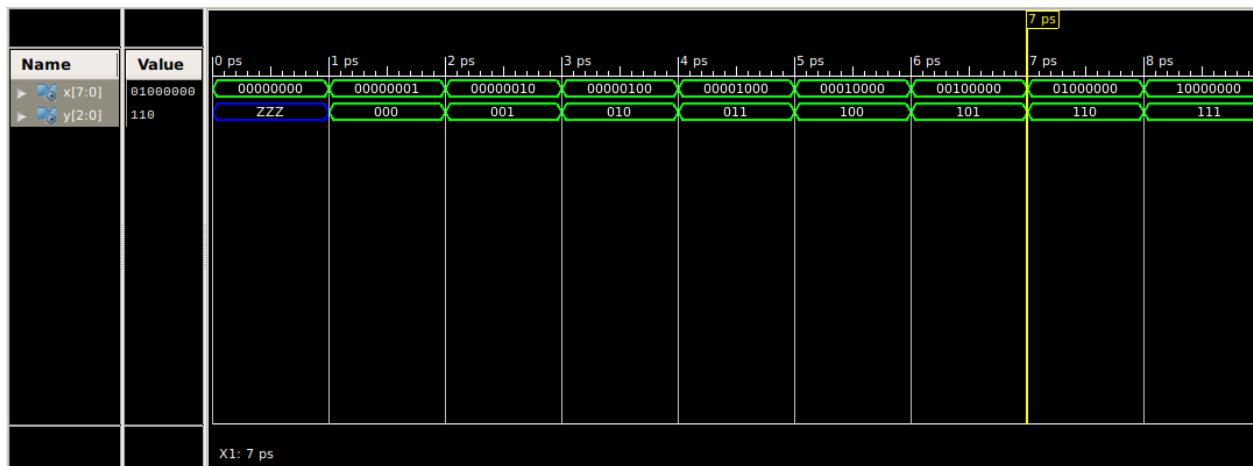 7 ps
Name Value 0 ps 1 ps 2 ps 3 ps 4 ps 5 ps 6 ps 7 ps 8 ps
x[7:0] 01000000 00000000 00000001 00000010 00000100 00001000 00010000 00100000 01000000 10000000
y[2:0] 110 ZZZ 000 001 010 011 100 101 110 111
X1: 7 ps